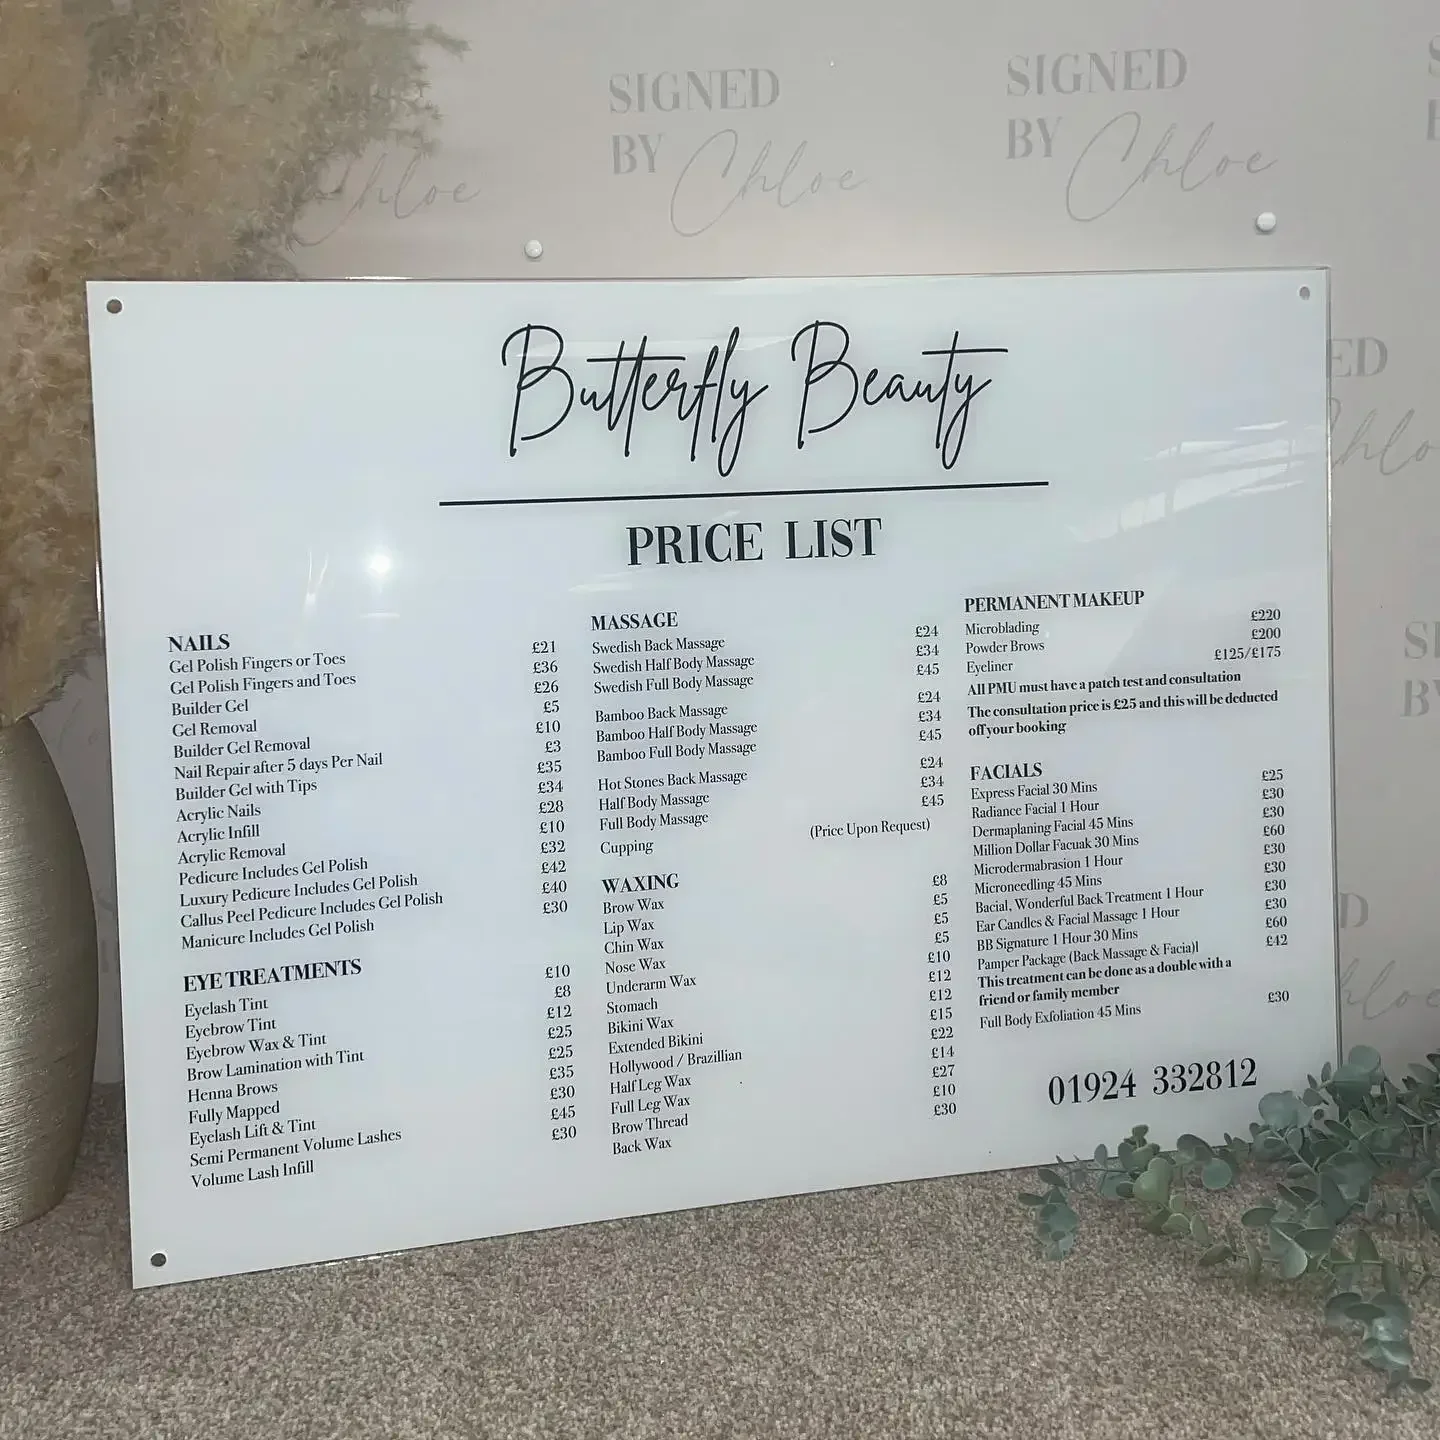 SIGNED
BY Chloe
SIGNED
BY Chloe
Chloe
Butterfly Beauty
PRICE LIST
NAILS
Gel Polish Fingers or Toes £21
Gel Polish Fingers and Toes £36
Builder Gel £26
Gel Removal £5
Builder Gel Removal £10
Nail Repair after 5 days Per Nail £3
Builder Gel with Tips £35
Acrylic Nails £34
Acrylic Infill £28
Acrylic Removal £10
Pedicure Includes Gel Polish £32
Luxury Pedicure Includes Gel Polish £42
Callus Peel Pedicure Includes Gel Polish £40
Manicure Includes Gel Polish £30
EYE TREATMENTS
Eyelash Tint £10
Eyebrow Tint £8
Eyebrow Wax & Tint £12
Brow Lamination with Tint £25
Henna Brows £25
Fully Mapped £35
Eyelash Lift & Tint £30
Semi Permanent Volume Lashes £45
Volume Lash Infill £30
MASSAGE
Swedish Back Massage £24
Swedish Half Body Massage £34
Swedish Full Body Massage £45
Bamboo Back Massage £24
Bamboo Half Body Massage £34
Bamboo Full Body Massage £45
Hot Stones Back Massage £24
Half Body Massage £34
Full Body Massage £45
Cupping (Price Upon Request)
WAXING
Brow Wax £8
Lip Wax £5
Chin Wax £5
Nose Wax £5
Underarm Wax £10
Stomach £12
Bikini Wax £12
Extended Bikini £15
Hollywood / Brazillian £22
Half Leg Wax £14
Full Leg Wax £27
Brow Thread £10
Back Wax £30
PERMANENT MAKEUP
Microblading £220
Powder Brows £200
Eyeliner £125/£175
All PMU must have a patch test and consultation
The consultation price is £25 and this will be deducted
off your booking
FACIALS
Express Facial 30 Mins £25
Radiance Facial 1 Hour £30
Dermaplaning Facial 45 Mins £30
Million Dollar Facuak 30 Mins £60
Microdermabrasion 1 Hour £30
Microneedling 45 Mins £30
Bacial, Wonderful Back Treatment 1 Hour £30
Ear Candles & Facial Massage 1 Hour £30
BB Signature 1 Hour 30 Mins £60
Pamper Package (Back Massage & Facia)l £42
This treatment can be done as a double with a
friend or family member
Full Body Exfoliation 45 Mins £30
01924 332812